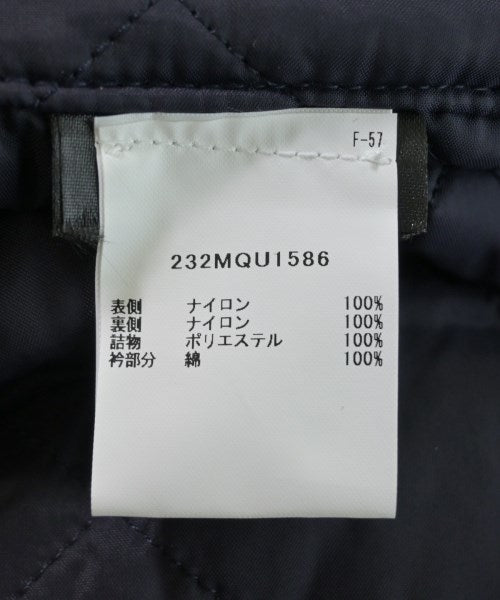 F-57
232MQU1586
表側 ナイロン 100%
裏側 ナイロン 100%
詰物 ポリエステル 100%
衿部分 綿 100%